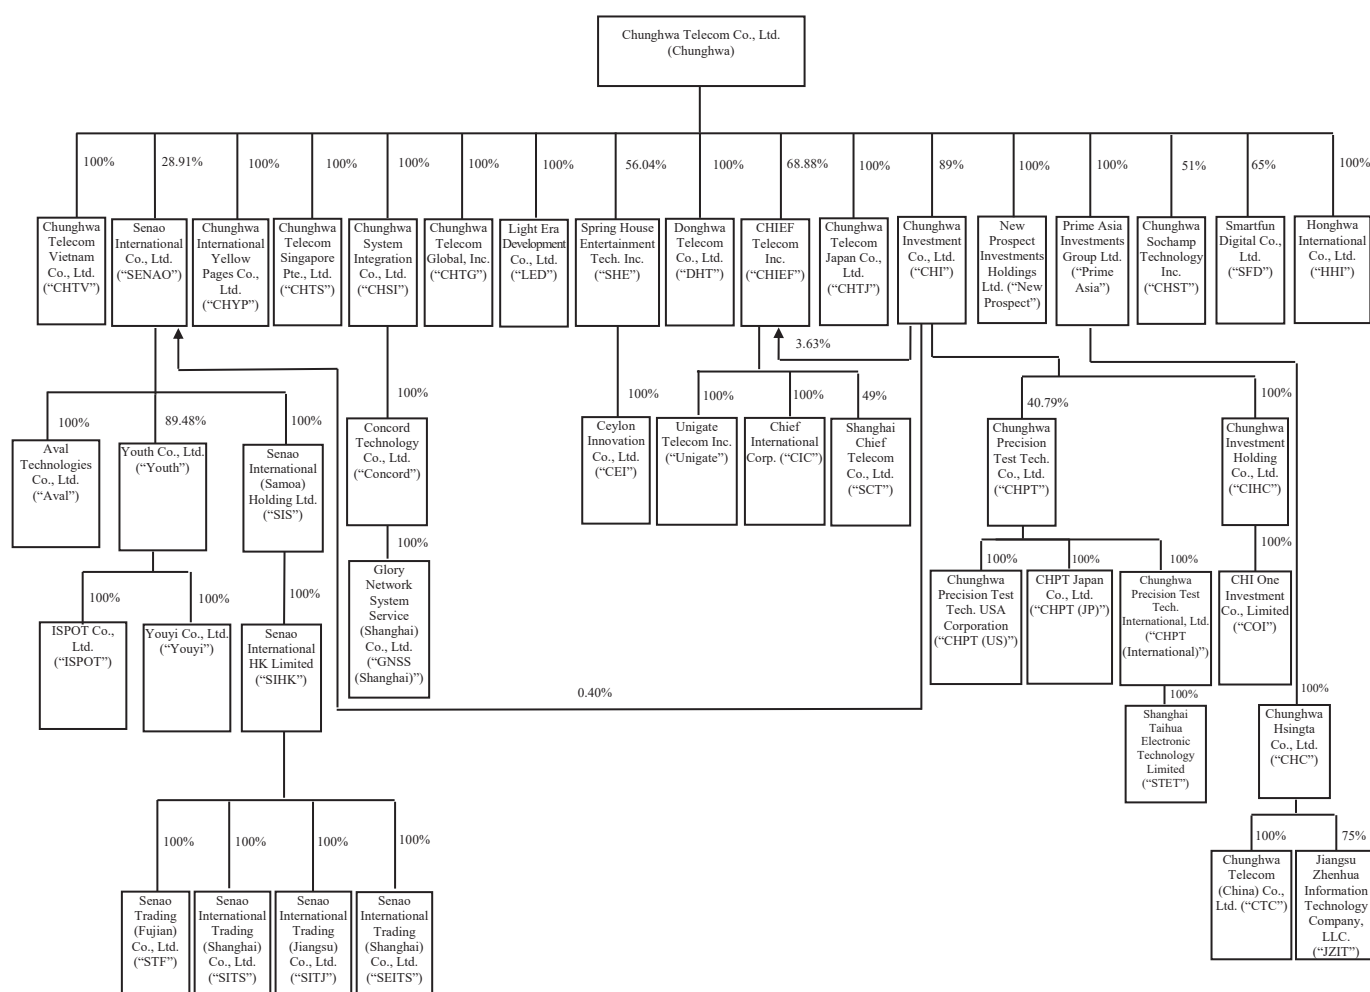 Chunghwa Telecom Co., Ltd.
(Chunghwa)
100%
28.91%
100%
100%
100%
100%
100%
56.04%
100%
68.88%
100%
89%
100%
100%
51%
65%
100%
Chunghwa
Telecom
Vietnam
Co., Ltd.
(“CHTV”)
Senao
International
Co., Ltd.
(“SENAO”)
Chunghwa
International
Yellow
Pages Co.,
Ltd.
(“CHYP”)
Chunghwa
Telecom
Singapore
Pte., Ltd.
(“CHTS”)
Chunghwa
System
Integration
Co., Ltd.
(“CHSI”)
Chunghwa
Telecom
Global, Inc.
(“CHTG”)
Light Era
Development
Co., Ltd.
(“LED”)
Spring House
Entertainment
Tech. Inc.
(“SHE”)
Donghwa
Telecom
Co., Ltd.
(“DHT”)
CHIEF
Telecom
Inc.
(“CHIEF”)
Chunghwa
Telecom
Japan Co.,
Ltd.
(“CHTJ”)
Chunghwa
Investment
Co., Ltd.
(“CHI”)
New
Prospect
Investments
Holdings
Ltd. (“New
Prospect”)
Prime Asia
Investments
Group Ltd.
(“Prime
Asia”)
Chunghwa
Sochamp
Technology
Inc.
(“CHST”)
Smartfun
Digital Co.,
Ltd.
(“SFD”)
Honghwa
International
Co., Ltd.
(“HHI”)
3.63%
100%
89.48%
100%
100%
100%
100%
100%
49%
40.79%
100%
Aval
Technologies
Co., Ltd.
(“Aval”)
Youth Co., Ltd.
(“Youth”)
Senao
International
(Samoa)
Holding Ltd.
(“SIS”)
Concord
Technology
Co., Ltd.
(“Concord”)
Ceylon
Innovation
Co., Ltd.
(“CEI”)
Unigate
Telecom Inc.
(“Unigate”)
Chief
International
Corp. (“CIC”)
Shanghai
Chief
Telecom
Co., Ltd.
(“SCT”)
Chunghwa
Precision
Test Tech.
Co., Ltd.
(“CHPT”)
Chunghwa
Investment
Holding
Co., Ltd.
(“CIHC”)
100%
100%
100%
100%
100%
100%
100%
100%
ISPOT Co.,
Ltd.
(“ISPOT”)
Youyi Co., Ltd.
(“Youyi”)
Senao
International
HK Limited
(“SIHK”)
Glory
Network
System
Service
(Shanghai)
Co., Ltd.
(“GNSS
(Shanghai)”)
Chunghwa
Precision Test
Tech. USA
Corporation
(“CHPT (US)”)
CHPT Japan
Co., Ltd.
(“CHPT (JP)”)
Chunghwa
Precision Test
Tech.
International, Ltd.
(“CHPT
(International)”)
CHI One
Investment
Co., Limited
(“COI”)
0.40%
100%
100%
Shanghai
Taihua
Electronic
Technology
Limited
(“STET”)
Chunghwa
Hsingta
Co., Ltd.
(“CHC”)
100%
100%
100%
100%
100%
75%
Senao
Trading
(Fujian)
Co., Ltd.
(“STF”)
Senao
International
Trading
(Shanghai)
Co., Ltd.
(“SITS”)
Senao
International
Trading
(Jiangsu) Co.,
Ltd.
(“SITJ”)
Senao
International
Trading
(Shanghai)
Co., Ltd.
(“SEITS”)
Chunghwa
Telecom
(China) Co.,
Ltd. (“CTC”)
Jiangsu
Zhenhua
Information
Technology
Company,
LLC.
(“JZIT”)